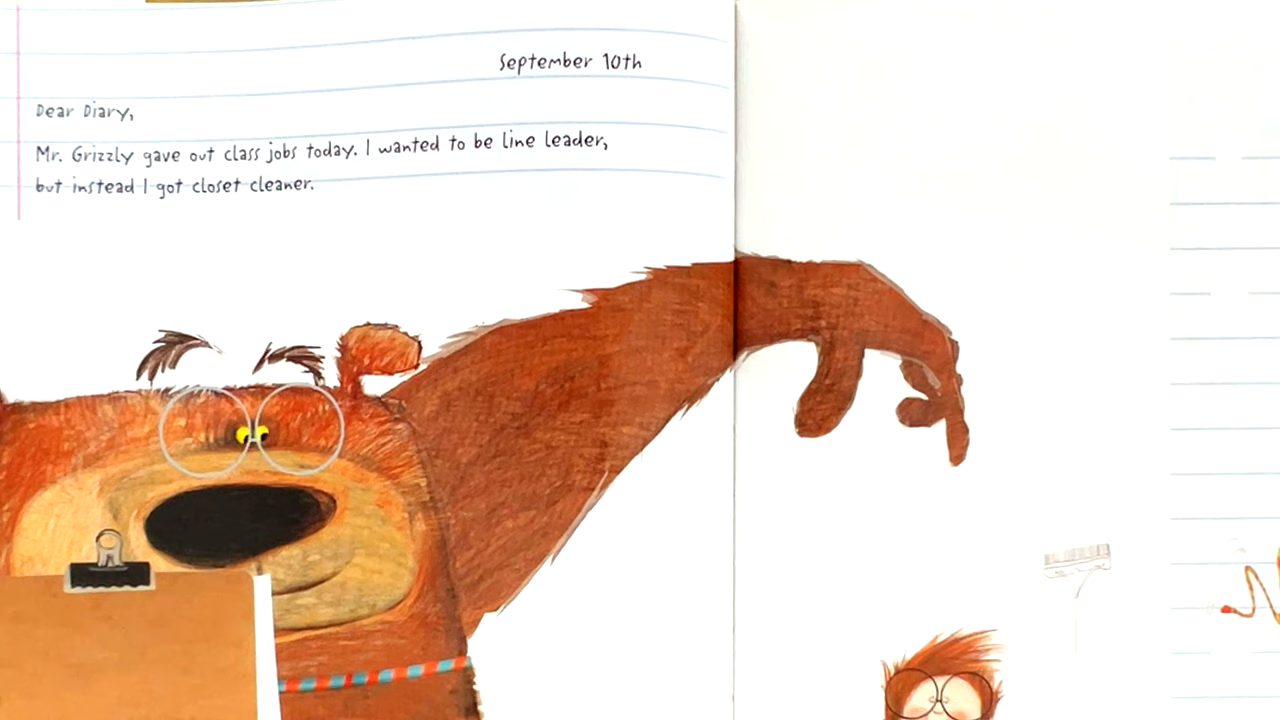 September 10th
Dear Diary,
Mr. Grizzly gave out class jobs today. I wanted to be line leader,
but instead I got closet cleaner.